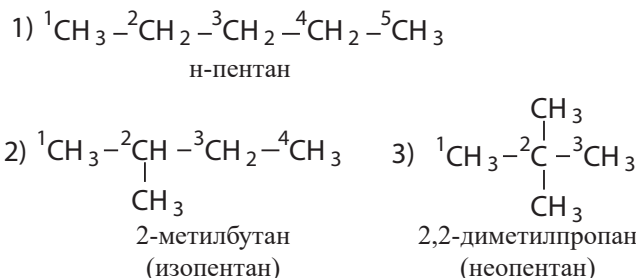 1) ¹CH₃–²CH₂–³CH₂–⁴CH₂–⁵CH₃
н-пентан
CH₃
2) ¹CH₃–²CH–³CH₂–⁴CH₃
3) ¹CH₃–²C–³CH₃
CH₃
CH₃
2-метилбутан
(изопентан)
2,2-диметилпропан
(неопентан)